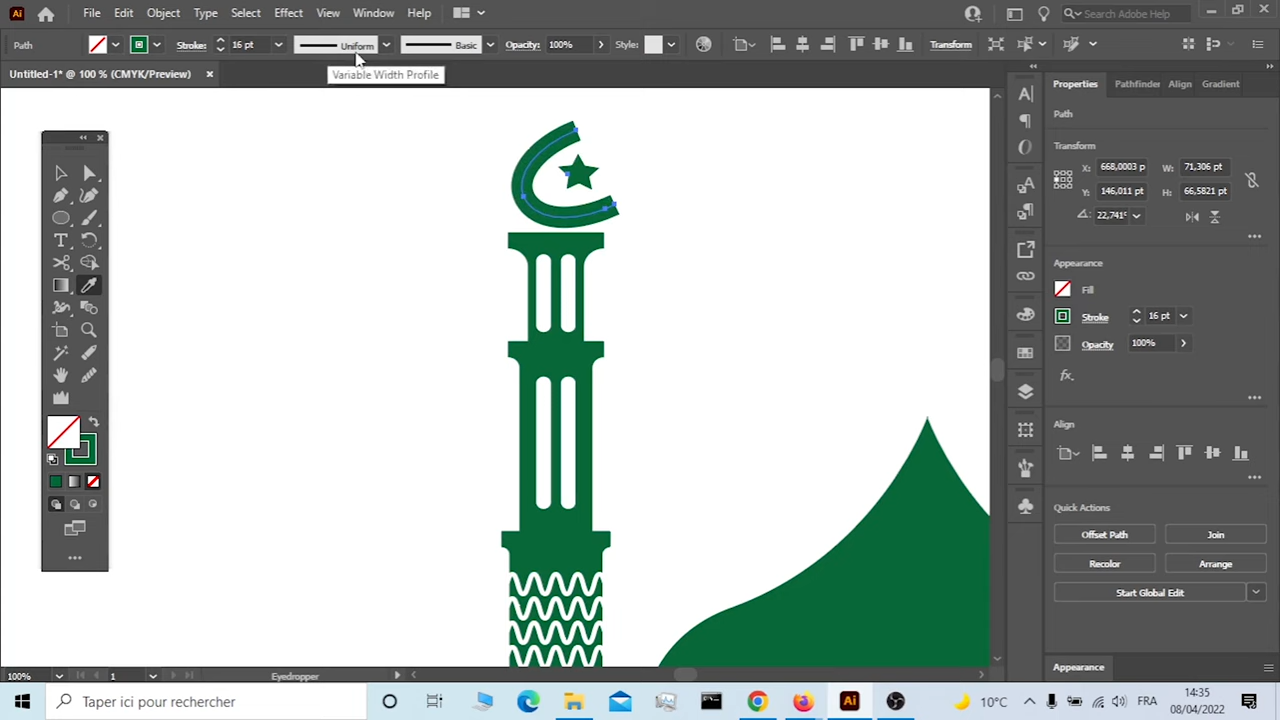 Ai File Edit Object Type Select Effect View Window Help Search Adobe Help
Path Stroke: 16 pt Uniform Basic Opacity: 100% Style: Transform
Untitled-1* @ 100 % (CMYK/Preview) ×
Variable Width Profile
Properties Pathfinder Align Gradient
Path
Transform
X: 668,0003 p W: 71,306 pt
Y: 146,011 pt H: 66,5821 pt
22,741°
Appearance
Fill
Stroke 16 pt
Opacity 100%
fx
Align
Quick Actions
Offset Path Join
Recolor Arrange
Start Global Edit
Appearance
100% 1 Eyedropper
Taper ici pour rechercher Ai 10°C FRA 14:35
08/04/2022